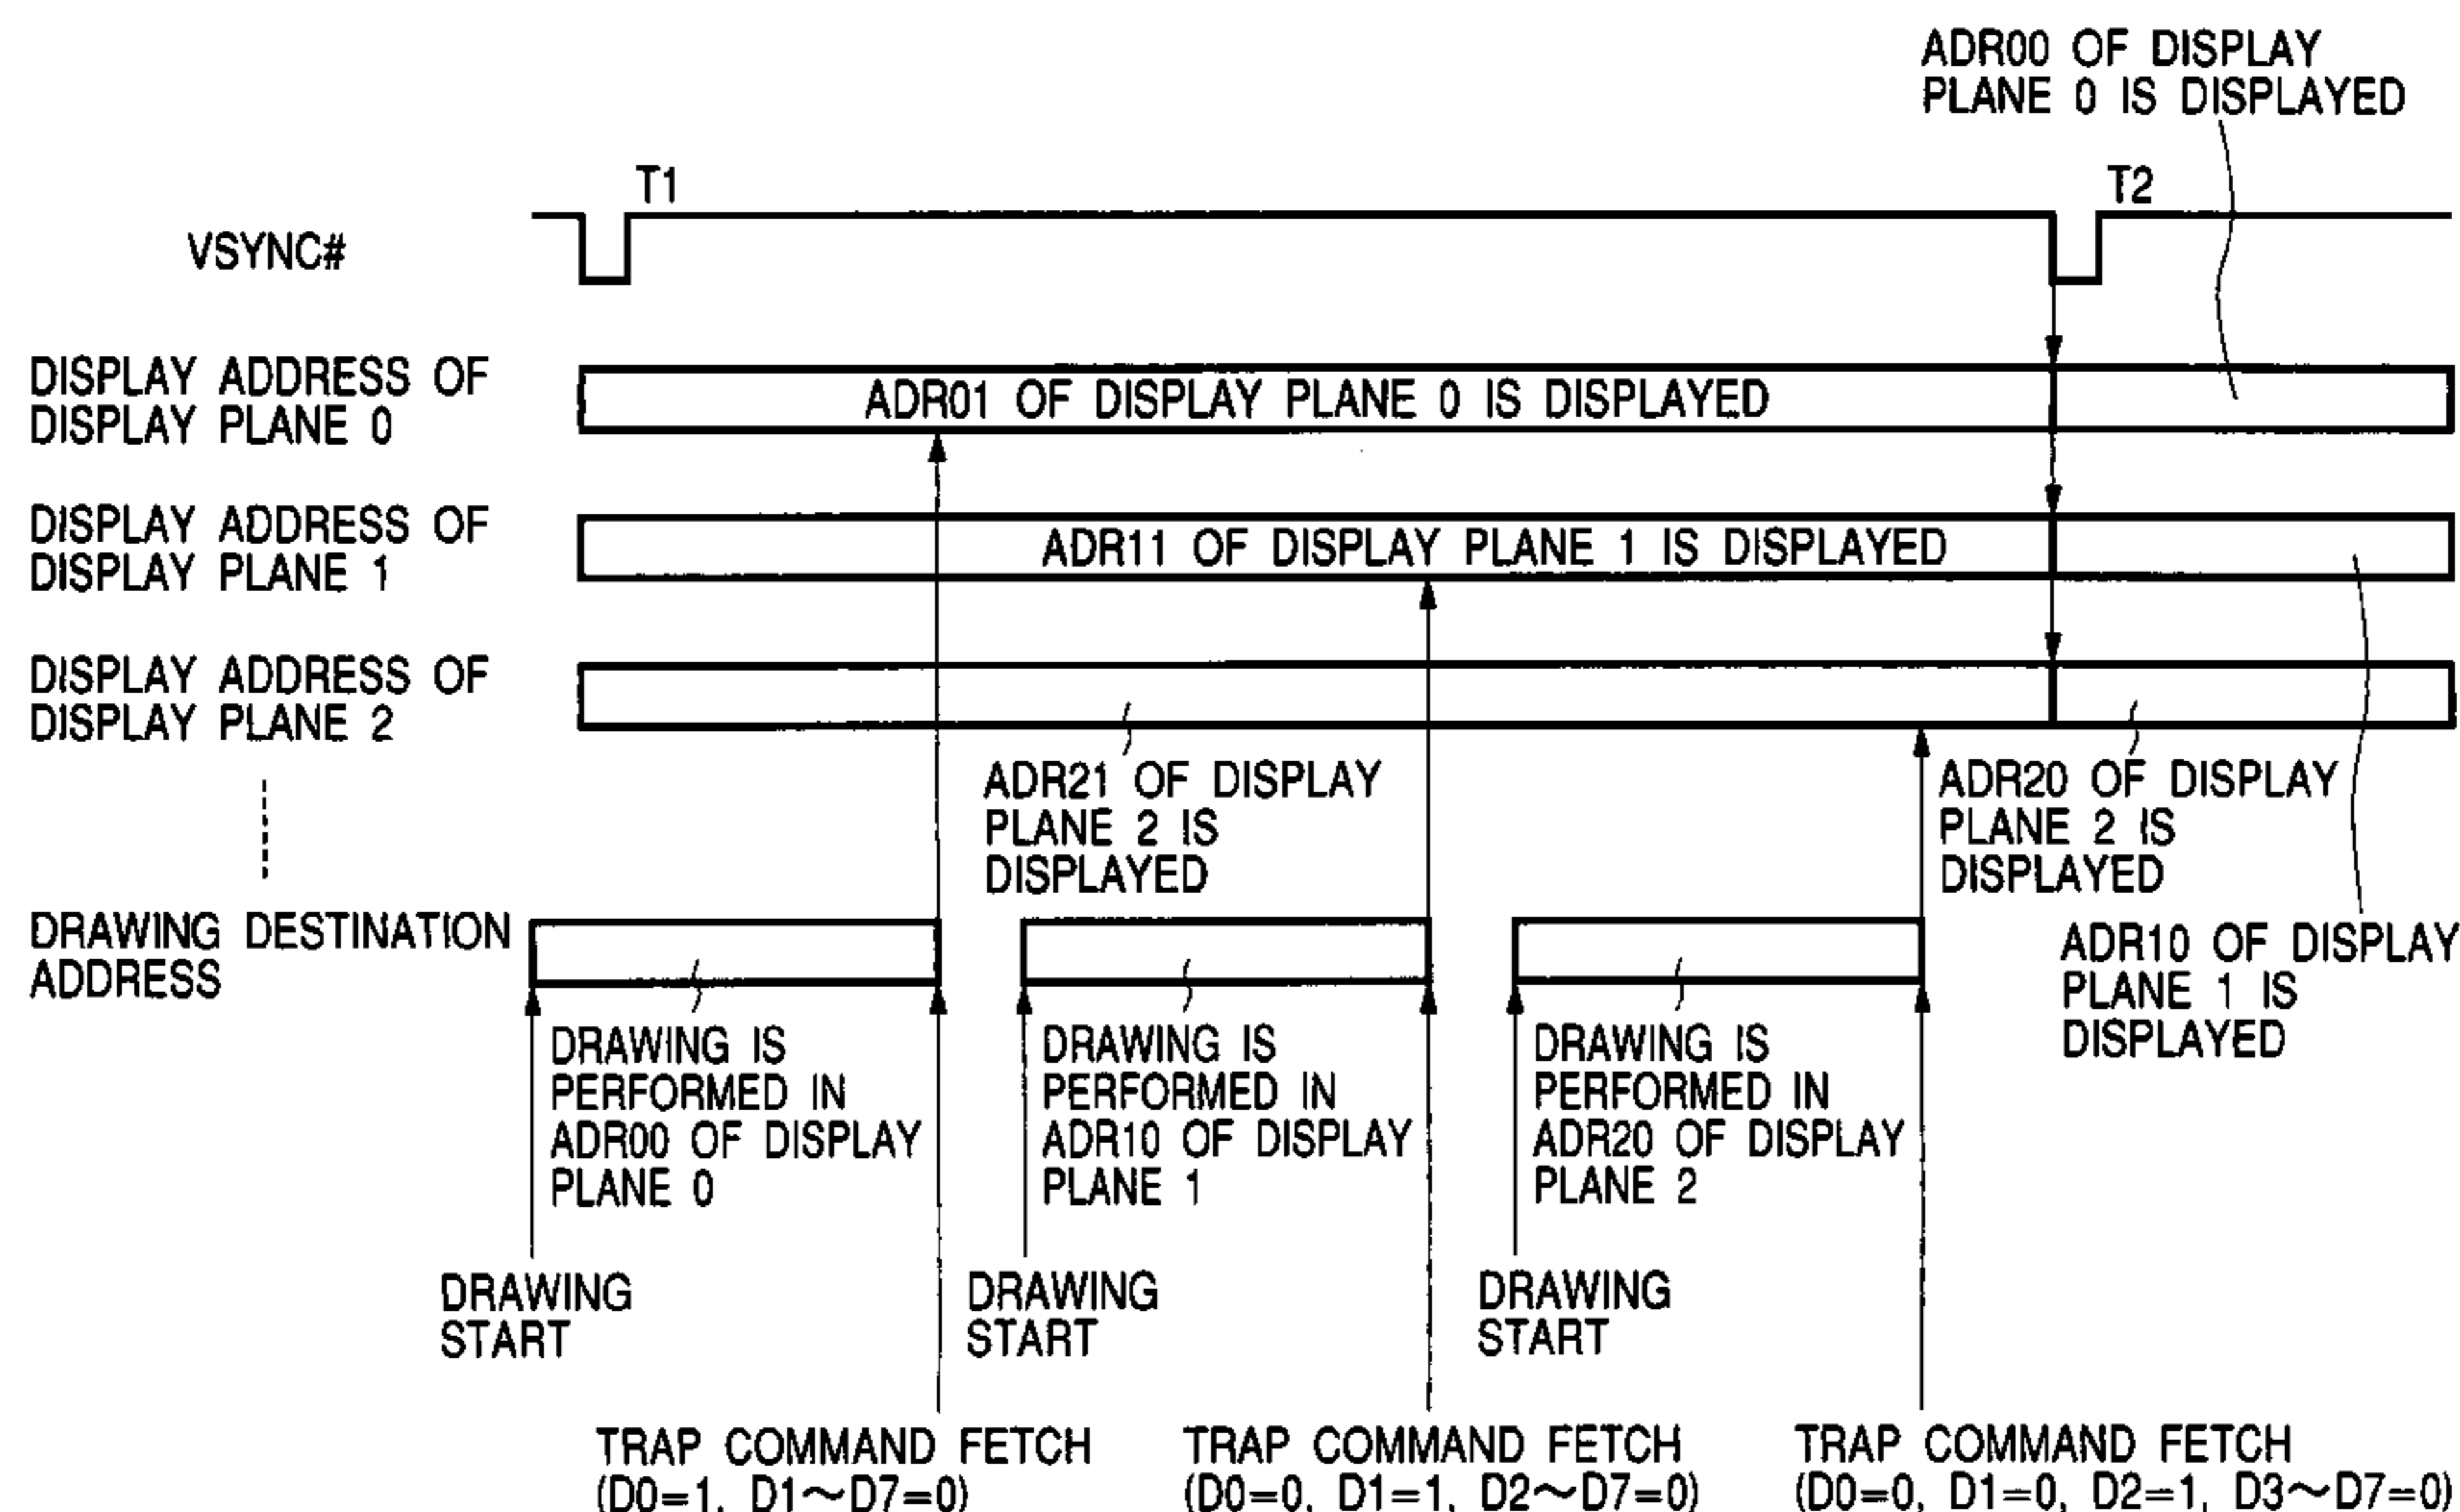 ADR00 OF DISPLAY
PLANE 0 IS DISPLAYED
T1
T2
VSYNC#
DISPLAY ADDRESS OF
DISPLAY PLANE 0
ADR01 OF DISPLAY PLANE 0 IS DISPLAYED
DISPLAY ADDRESS OF
DISPLAY PLANE 1
ADR11 OF DISPLAY PLANE 1 IS DISPLAYED
DISPLAY ADDRESS OF
DISPLAY PLANE 2
ADR21 OF DISPLAY
PLANE 2 IS
DISPLAYED
ADR20 OF DISPLAY
PLANE 2 IS
DISPLAYED
ADR10 OF DISPLAY
PLANE 1 IS
DISPLAYED
DRAWING DESTINATION
ADDRESS
DRAWING IS
PERFORMED IN
ADR00 OF DISPLAY
PLANE 0
DRAWING IS
PERFORMED IN
ADR10 OF DISPLAY
PLANE 1
DRAWING IS
PERFORMED IN
ADR20 OF DISPLAY
PLANE 2
DRAWING
START
DRAWING
START
DRAWING
START
TRAP COMMAND FETCH
(D0=1, D1~D7=0)
TRAP COMMAND FETCH
(D0=0, D1=1, D2~D7=0)
TRAP COMMAND FETCH
(D0=0, D1=0, D2=1, D3~D7=0)